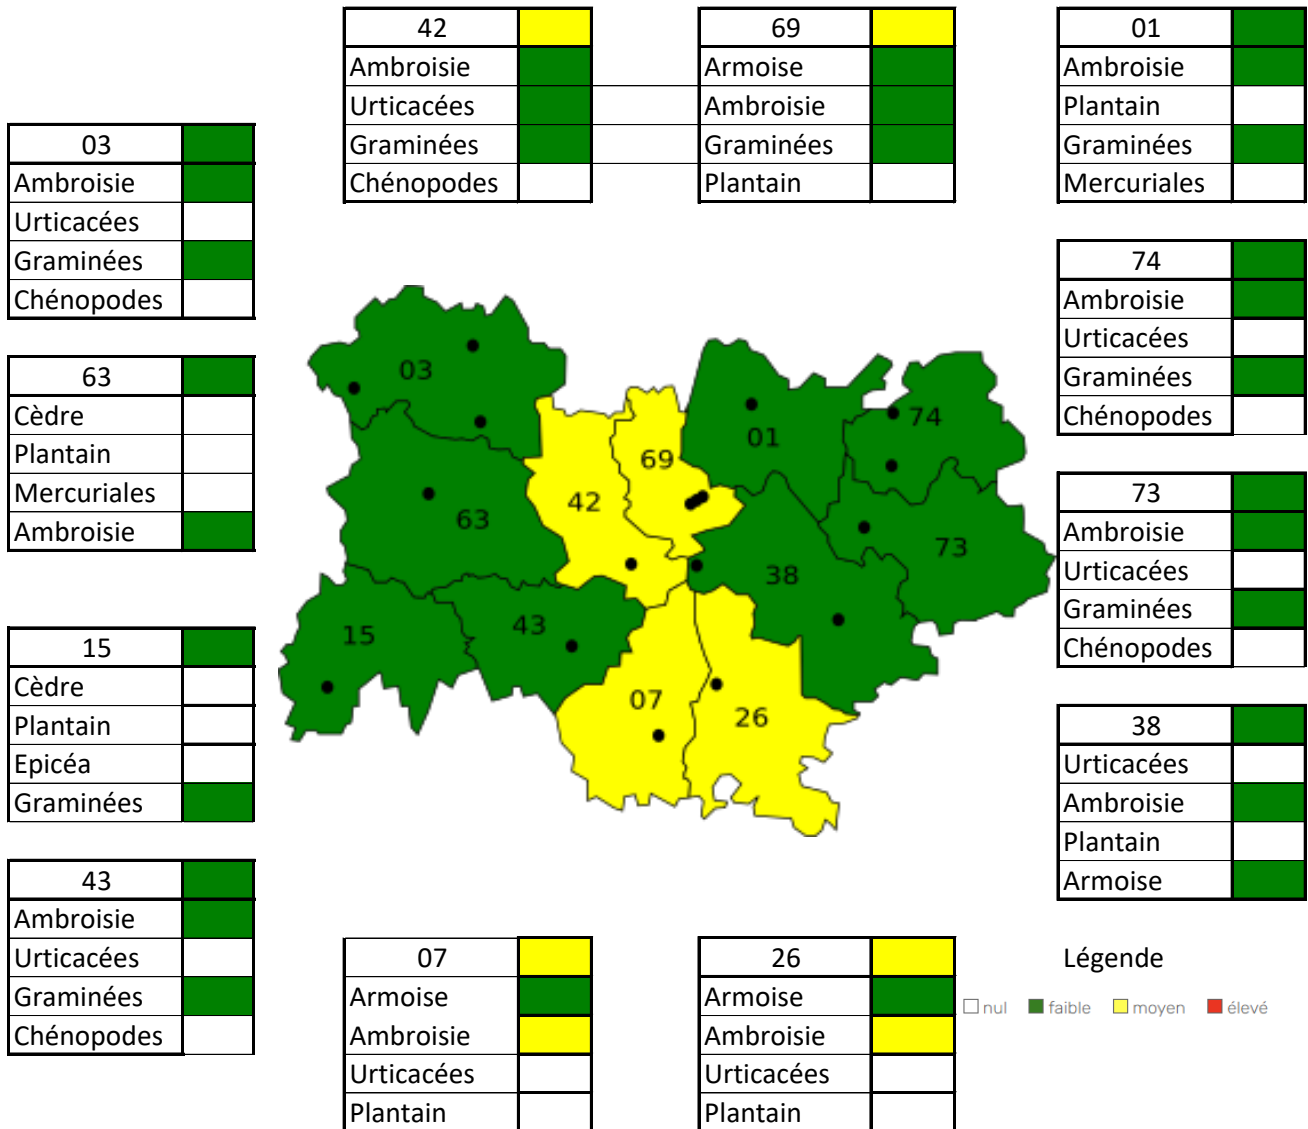 42
Ambroisie
Urticacées
Graminées
Chénopodes
69
Armoise
Ambroisie
Graminées
Plantain
01
Ambroisie
Plantain
Graminées
Mercuriales
03
Ambroisie
Urticacées
Graminées
Chénopodes
74
Ambroisie
Urticacées
Graminées
Chénopodes
63
Cèdre
Plantain
Mercuriales
Ambroisie
03
74
01
69
42
63
73
38
43
15
07
26
73
Ambroisie
Urticacées
Graminées
Chénopodes
15
Cèdre
Plantain
Epicéa
Graminées
38
Urticacées
Ambroisie
Plantain
Armoise
43
Ambroisie
Urticacées
Graminées
Chénopodes
07
Armoise
Ambroisie
Urticacées
Plantain
26
Armoise
Ambroisie
Urticacées
Plantain
Légende
nul faible moyen élevé